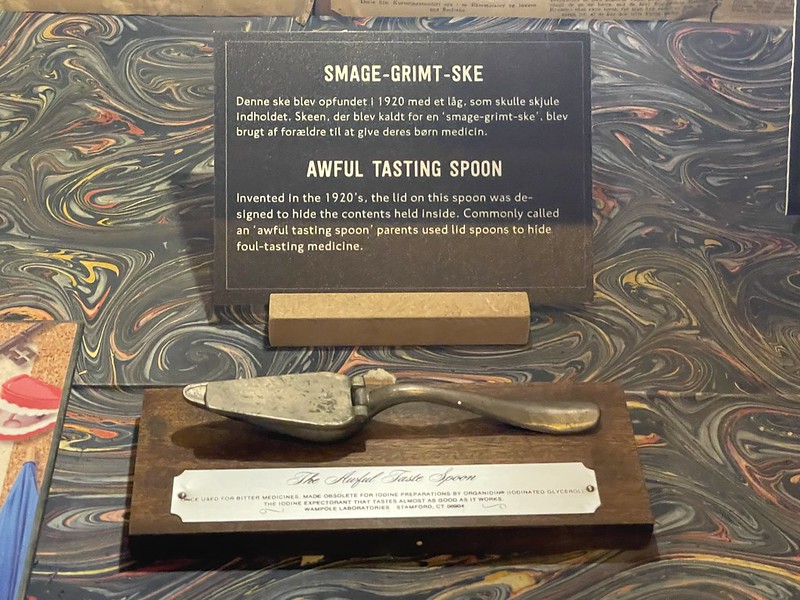 SMAGE-GRIMT-SKE
Denne ske blev opfundet i 1920 med et låg, som skulle skjule
indholdet. Skeen, der blev kaldt for en 'smage-grimt-ske', blev
brugt af forældre til at give deres børn medicin.
AWFUL TASTING SPOON
Invented in the 1920's, the lid on this spoon was de-
signed to hide the contents held inside. Commonly called
an 'awful tasting spoon' parents used lid spoons to hide
foul-tasting medicine.
The Awful Taste Spoon
USED FOR BITTER MEDICINES, MADE OBSOLETE FOR IODINE PREPARATIONS BY ORGANIDIN® (IODINATED GLYCEROL)
THE IODINE EXPECTORANT THAT TASTES ALMOST AS GOOD AS IT WORKS.
WAMPOLE LABORATORIES STAMFORD, CT 06904